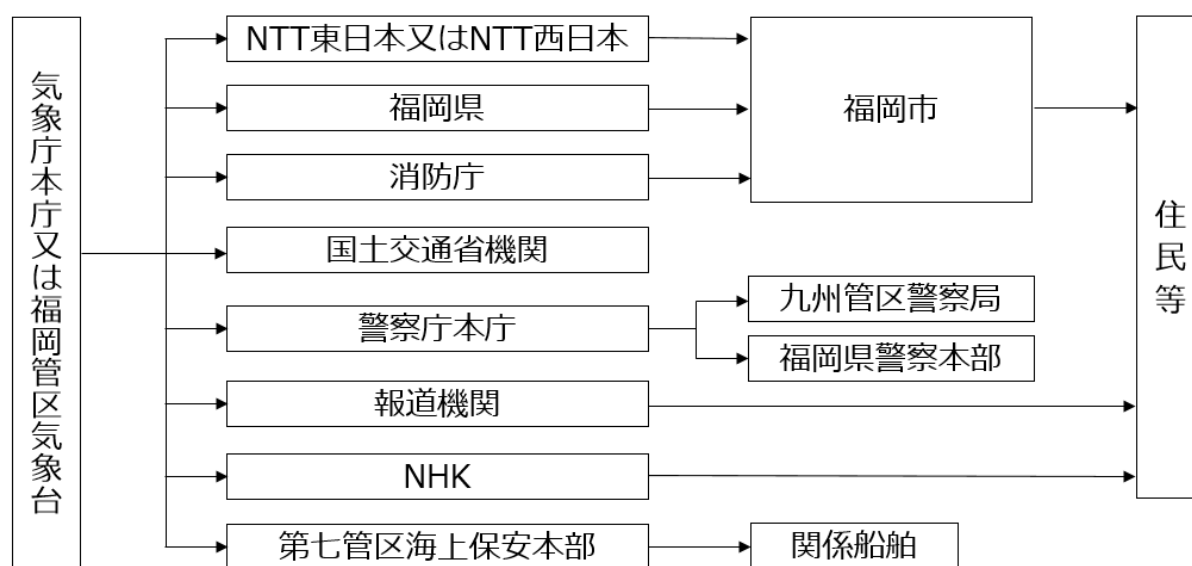 気象庁本庁又は福岡管区気象台
NTT東日本又はNTT西日本
福岡県
消防庁
国土交通省機関
警察庁本庁
報道機関
NHK
第七管区海上保安本部
福岡市
九州管区警察局
福岡県警察本部
関係船舶
住民等